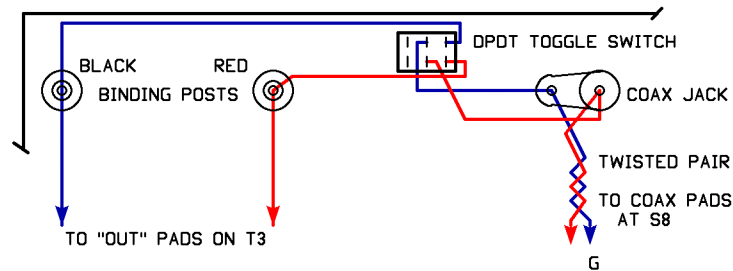 DPDT TOGGLE SWITCH
BLACK
RED
BINDING POSTS
COAX JACK
TWISTED PAIR
TO COAX PADS
AT S8
TO "OUT" PADS ON T3
G